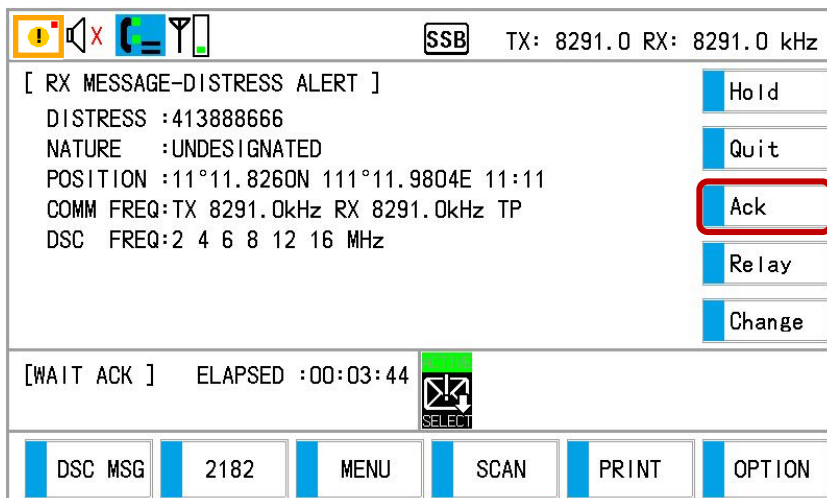 SSB TX: 8291.0 RX: 8291.0 kHz
[ RX MESSAGE-DISTRESS ALERT ]
DISTRESS :413888666
NATURE :UNDESIGNATED
POSITION :11°11.8260N 111°11.9804E 11:11
COMM FREQ:TX 8291.0kHz RX 8291.0kHz TP
DSC FREQ:2 4 6 8 12 16 MHz
Hold
Quit
Ack
Relay
Change
[WAIT ACK ] ELAPSED :00:03:44
SELECT
DSC MSG 2182 MENU SCAN PRINT OPTION